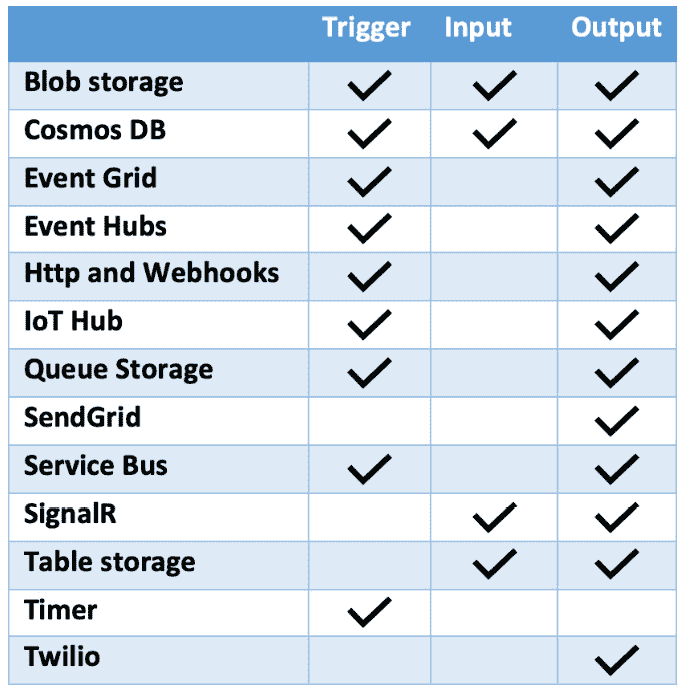 Trigger Input Output
Blob storage ✓ ✓ ✓
Cosmos DB ✓ ✓ ✓
Event Grid ✓ ✓
Event Hubs ✓ ✓
Http and Webhooks ✓ ✓
IoT Hub ✓ ✓
Queue Storage ✓ ✓
SendGrid ✓
Service Bus ✓ ✓
SignalR ✓ ✓
Table storage ✓ ✓
Timer ✓
Twilio ✓